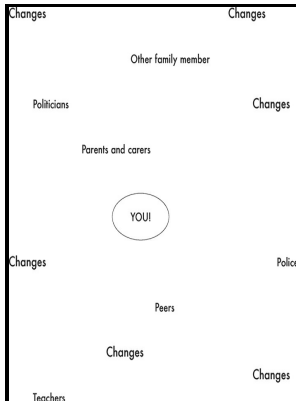 Changes Changes
Other family member
Politicians Changes
Parents and carers
YOU!
Changes Police
Peers
Changes
Changes
Teachers